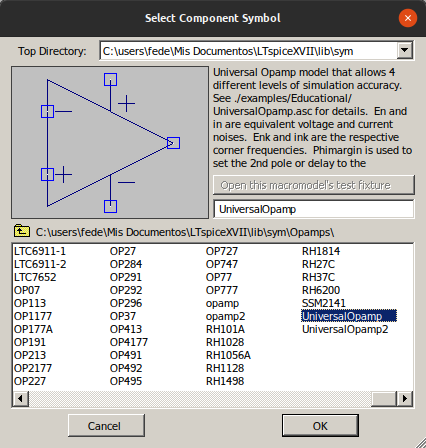 Select Component Symbol
Top Directory: C:\users\fede\Mis Documentos\LTspiceXVII\lib\sym
Universal Opamp model that allows 4
different levels of simulation accuracy.
See ./examples/Educational/
UniversalOpamp.asc for details. En and
in are equivalent voltage and current
noises. Enk and ink are the respective
corner frequencies. Phimargin is used to
set the 2nd pole or delay to the
Open this macromodel's test fixture
UniversalOpamp
C:\users\fede\Mis Documentos\LTspiceXVII\lib\sym\Opamps\
LTC6911-1 OP27 OP727 RH1814
LTC6911-2 OP284 OP747 RH27C
LTC7652 OP291 OP77 RH37C
OP07 OP292 OP777 RH6200
OP113 OP296 opamp SSM2141
OP1177 OP37 opamp2 UniversalOpamp
OP177A OP413 RH101A UniversalOpamp2
OP191 OP4177 RH1028
OP213 OP491 RH1056A
OP2177 OP492 RH1128
OP227 OP495 RH1498
Cancel OK